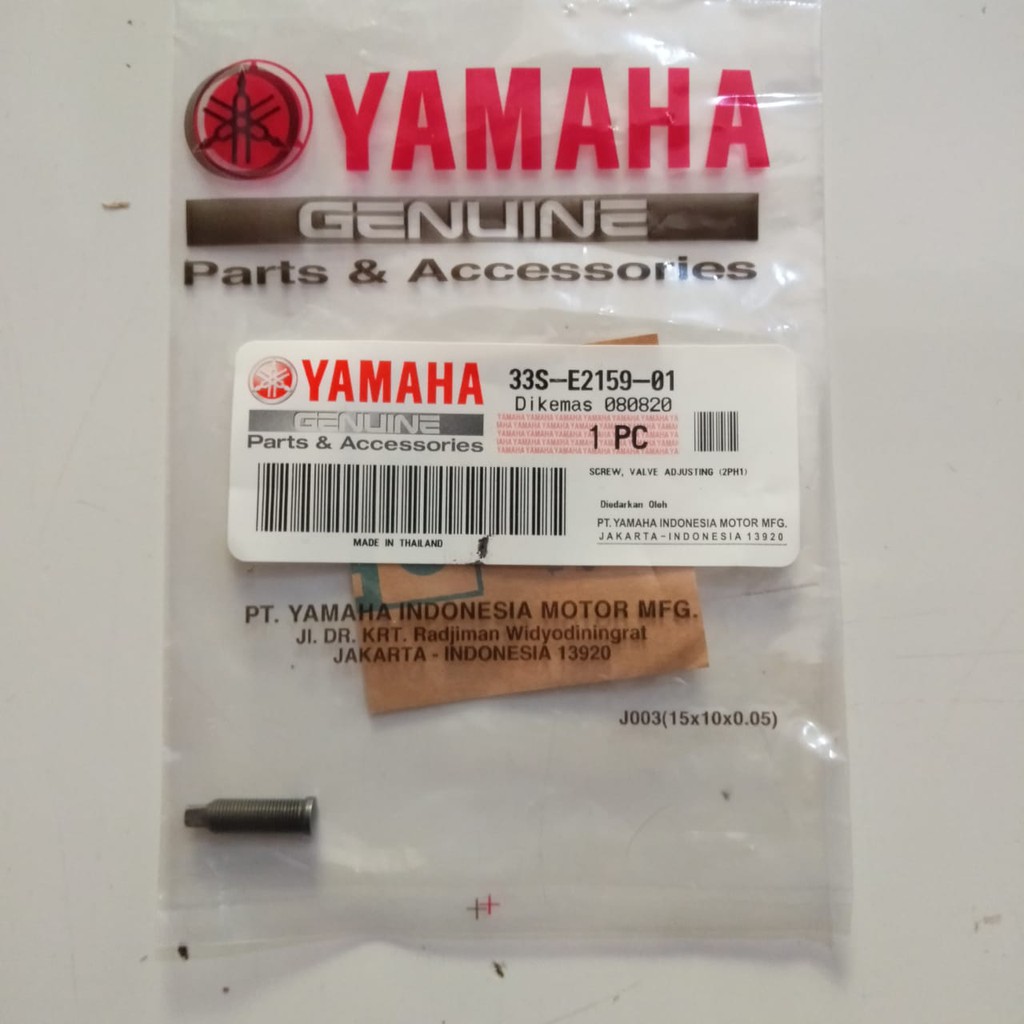 YAMAHA
GENUINE
Parts & Accessories
YAMAHA
GENUINE
Parts & Accessories
33S-E2159-01
Dikemas 080820
1 PC
SCREW, VALVE ADJUSTING (2PH1)
Diedarkan Oleh
PT. YAMAHA INDONESIA MOTOR MFG.
JAKARTA-INDONESIA 13920
MADE IN THAILAND
PT. YAMAHA INDONESIA MOTOR MFG.
Jl. DR. KRT. Radjiman Widyodiningrat
JAKARTA - INDONESIA 13920
J003(15x10x0.05)